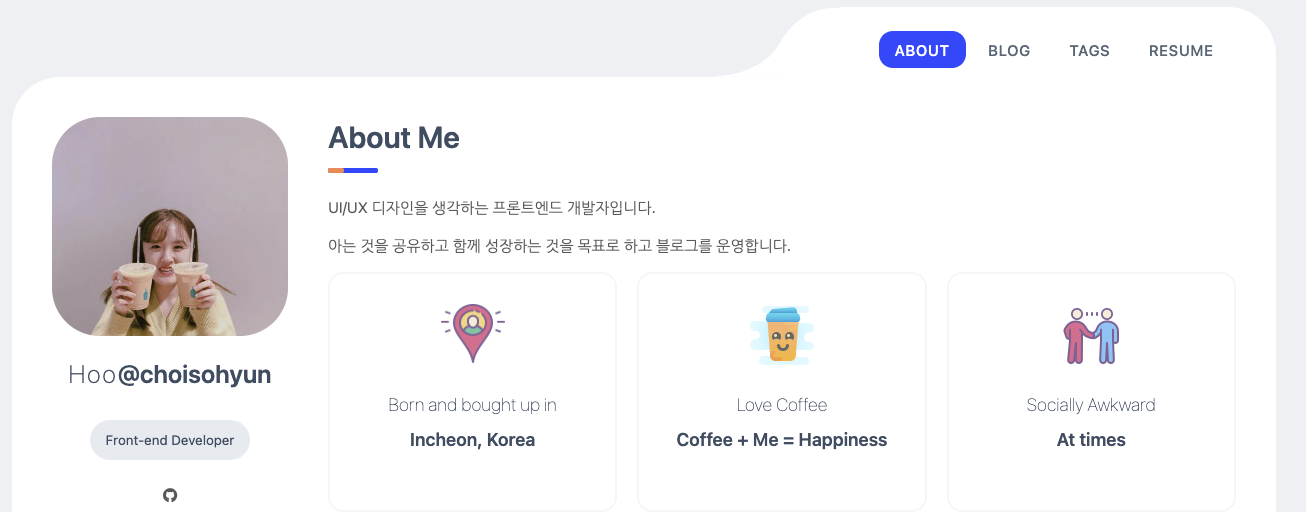 ABOUT BLOG TAGS RESUME
About Me
UI/UX 디자인을 생각하는 프론트엔드 개발자입니다.
아는 것을 공유하고 함께 성장하는 것을 목표로 하고 블로그를 운영합니다.
Hoo@choisohyun
Front-end Developer
Born and bought up in
Incheon, Korea
Love Coffee
Coffee + Me = Happiness
Socially Awkward
At times